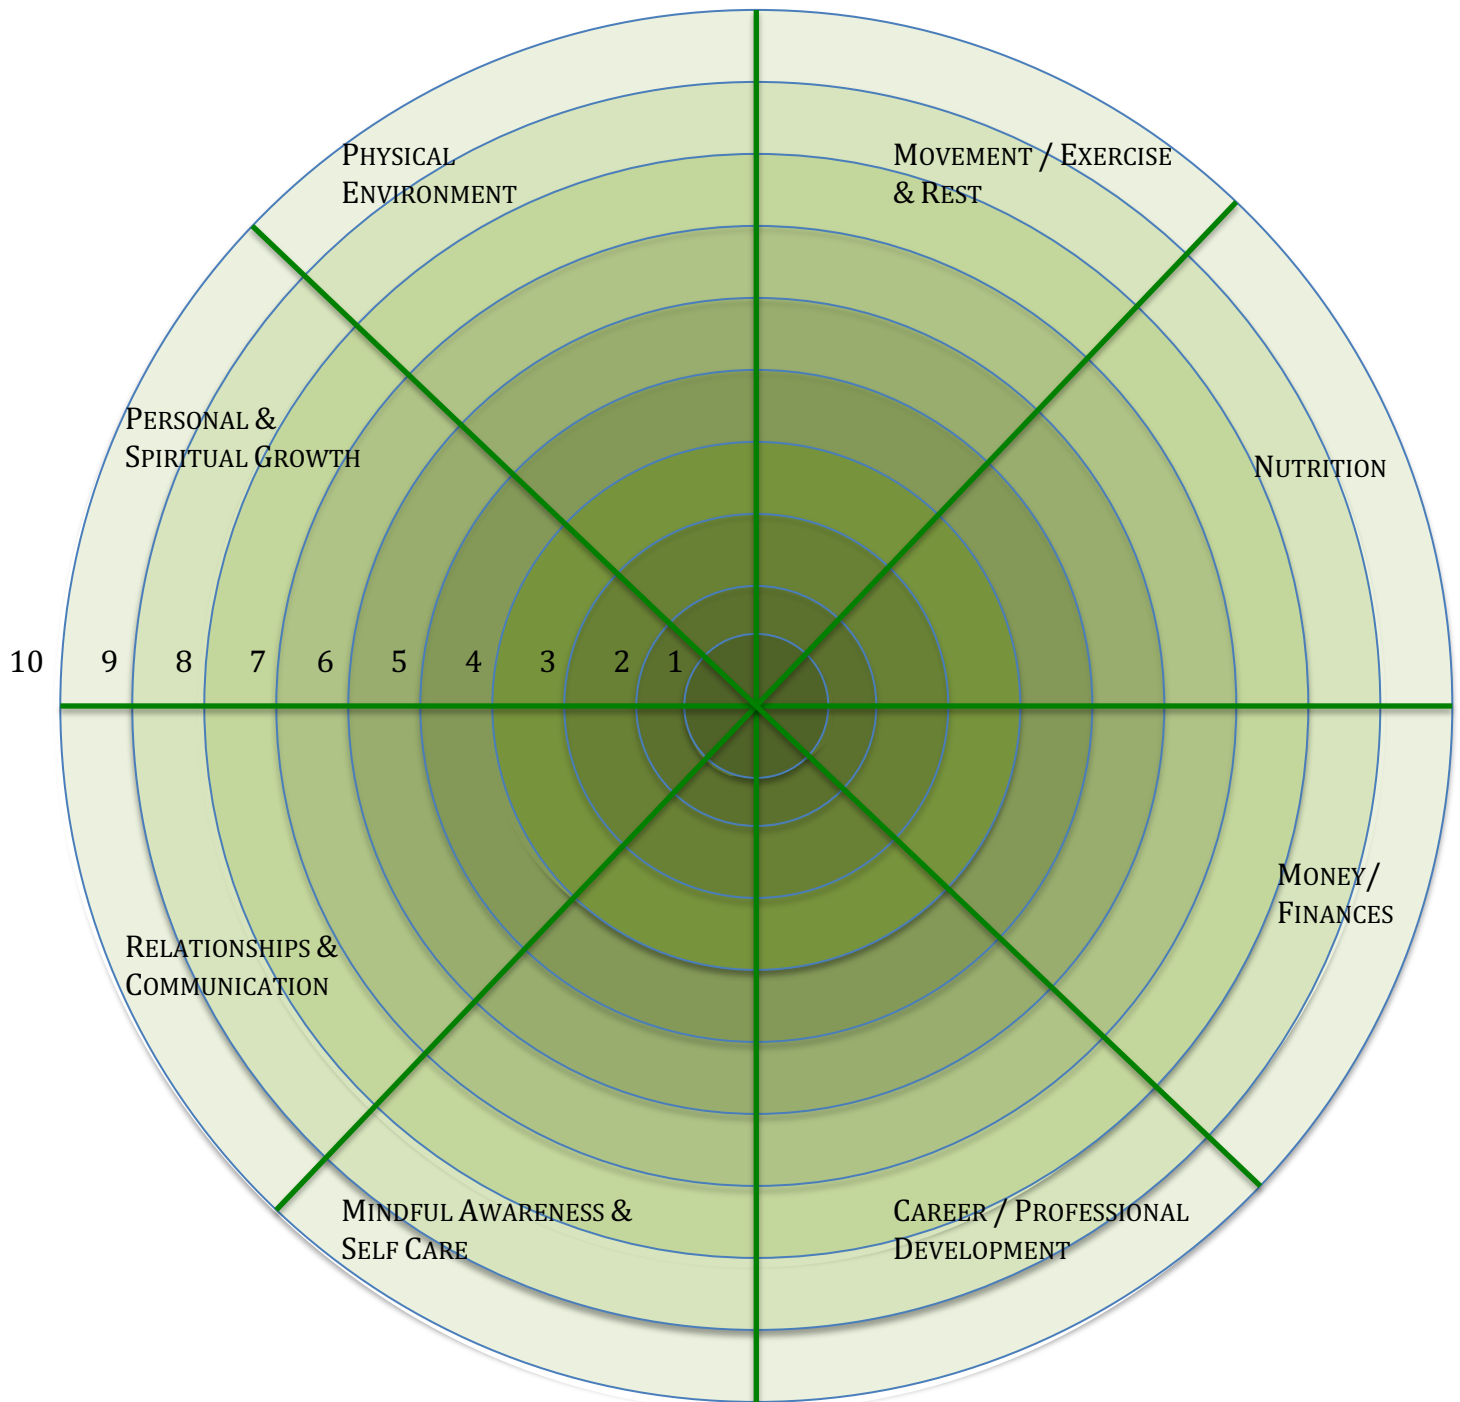 PHYSICAL
ENVIRONMENT
MOVEMENT / EXERCISE
& REST
PERSONAL &
SPIRITUAL GROWTH
NUTRITION
10 9 8 7 6 5 4 3 2 1
MONEY/
FINANCES
RELATIONSHIPS &
COMMUNICATION
MINDFUL AWARENESS &
SELF CARE
CAREER / PROFESSIONAL
DEVELOPMENT